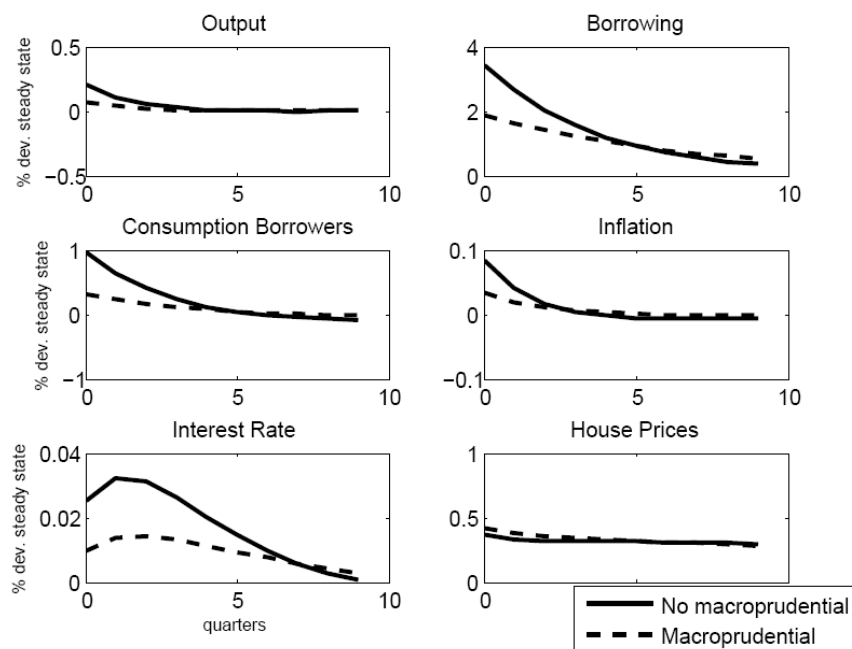 Output
% dev. steady state
0.5
0
−0.5
0 5 10
Borrowing
4
2
0
0 5 10
Consumption Borrowers
% dev. steady state
1
0
−1
0 5 10
Inflation
0.1
0
−0.1
0 5 10
Interest Rate
% dev. steady state
0.04
0.02
0
0 5 10
quarters
House Prices
1
0.5
0
0 5 10
No macroprudential
Macroprudential